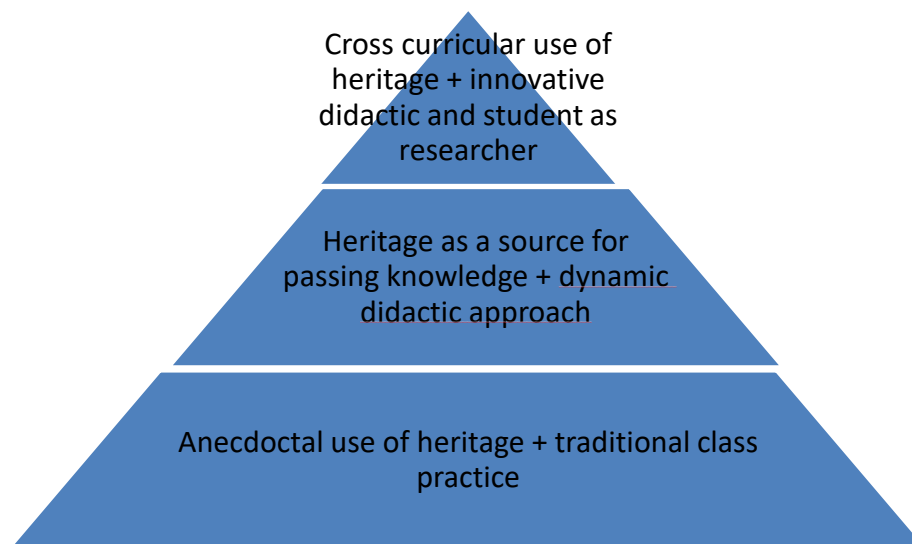 Cross curricular use of
heritage + innovative
didactic and student as
researcher
Heritage as a source for
passing knowledge + dynamic
didactic approach
Anecdoctal use of heritage + traditional class
practice